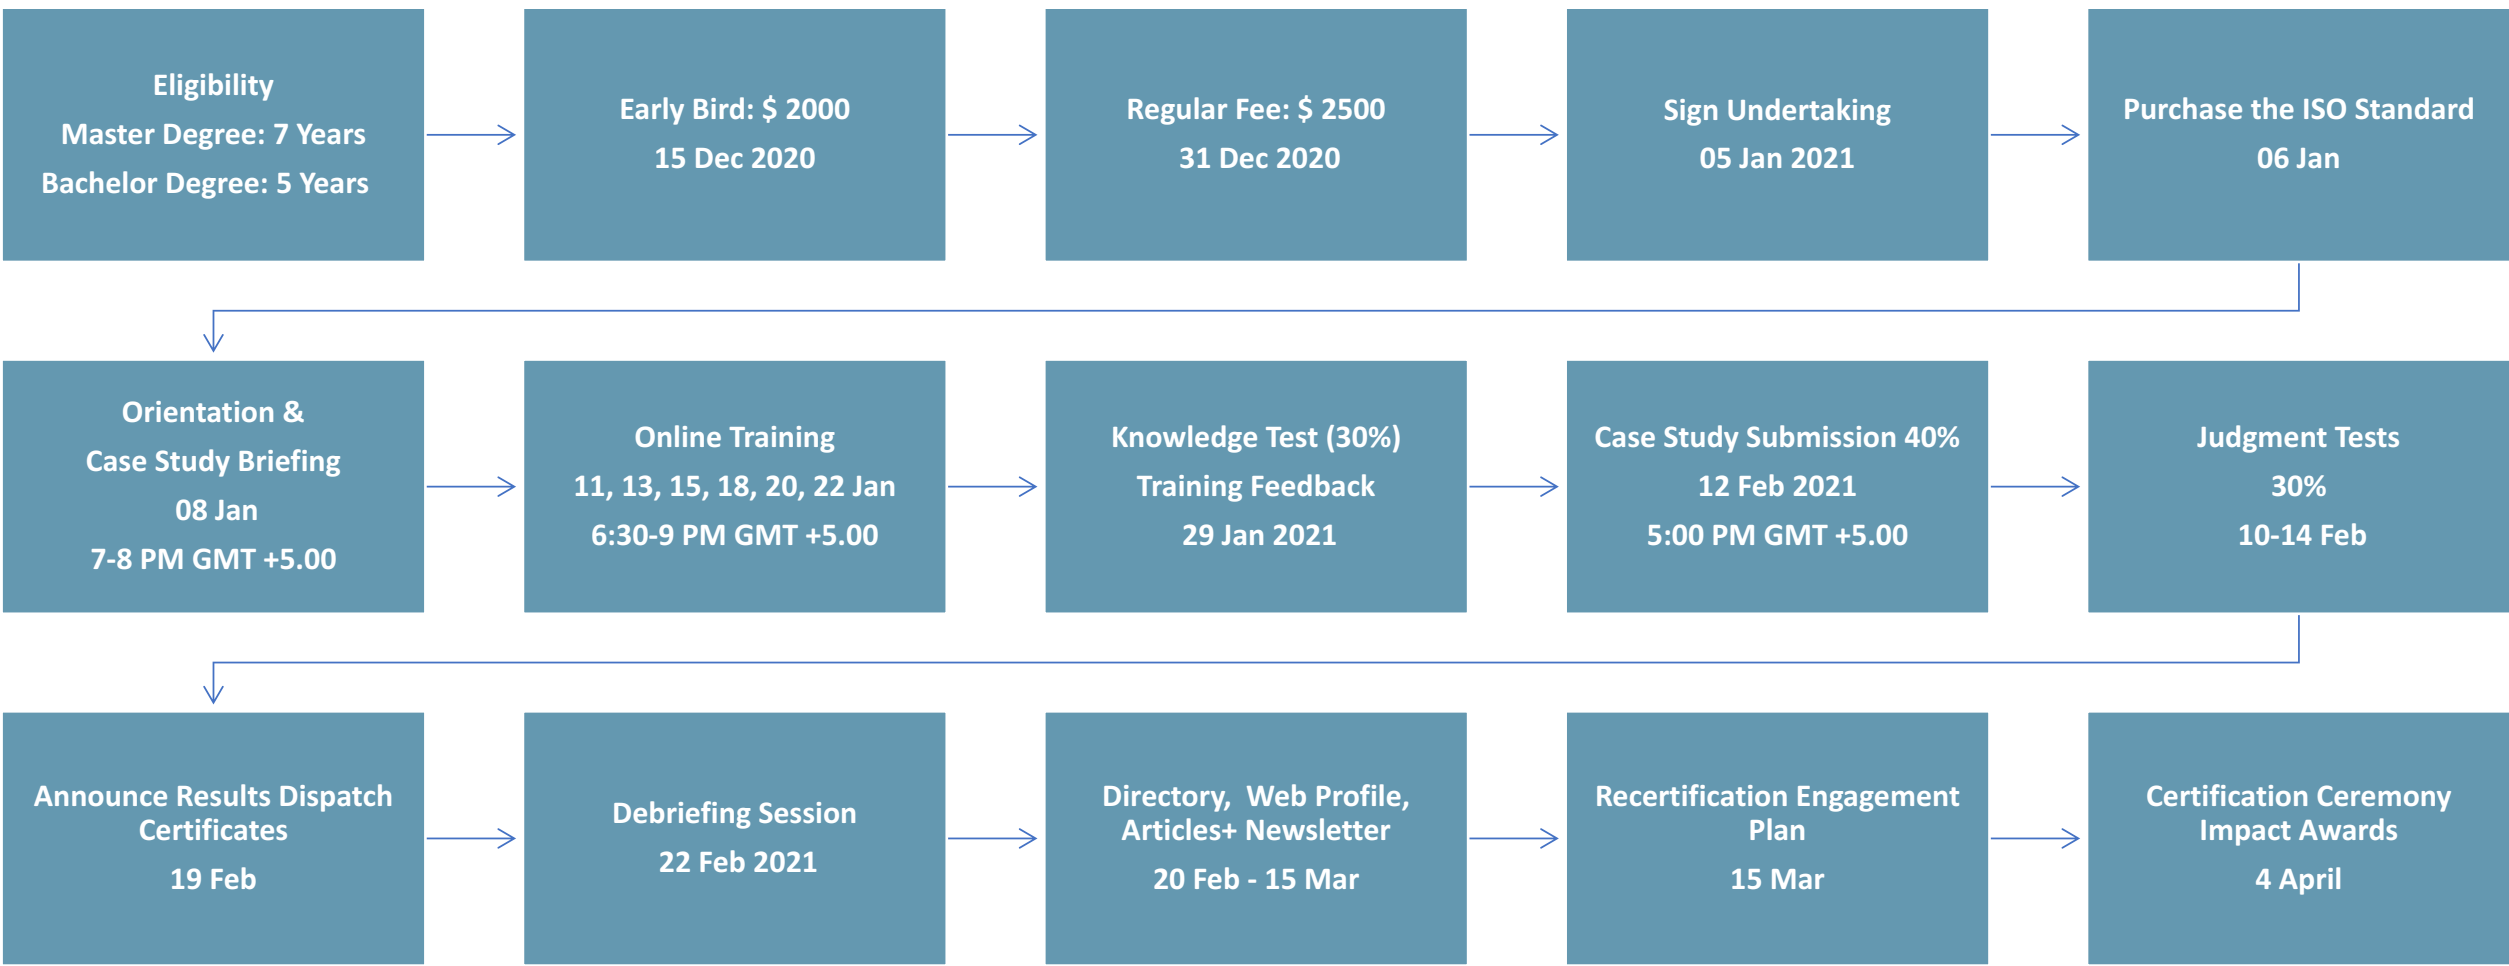 Eligibility
Master Degree: 7 Years
Bachelor Degree: 5 Years
Early Bird: $ 2000
15 Dec 2020
Regular Fee: $ 2500
31 Dec 2020
Sign Undertaking
05 Jan 2021
Purchase the ISO Standard
06 Jan
Orientation &
Case Study Briefing
08 Jan
7-8 PM GMT +5.00
Online Training
11, 13, 15, 18, 20, 22 Jan
6:30-9 PM GMT +5.00
Knowledge Test (30%)
Training Feedback
29 Jan 2021
Case Study Submission 40%
12 Feb 2021
5:00 PM GMT +5.00
Judgment Tests
30%
10-14 Feb
Announce Results Dispatch
Certificates
19 Feb
Debriefing Session
22 Feb 2021
Directory, Web Profile,
Articles+ Newsletter
20 Feb - 15 Mar
Recertification Engagement
Plan
15 Mar
Certification Ceremony
Impact Awards
4 April